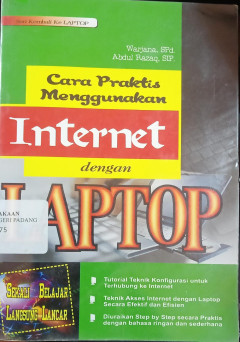 Seri Kembali Ke LAPTOP
Warjana, SPd.
Abdul Razaq, SIP.
Cara Praktis
Menggunakan
Internet
dengan
LAPTOP
AKAAN
GERI PADANG
75
SEKALI BELAJAR
LANGSUNG LANCAR
Tutorial Teknik Konfigurasi untuk
Terhubung ke Internet
Teknik Akses Internet dengan Laptop
Secara Efektif dan Efisien
Diuraikan Step by Step secara Praktis
dengan bahasa ringan dan sederhana